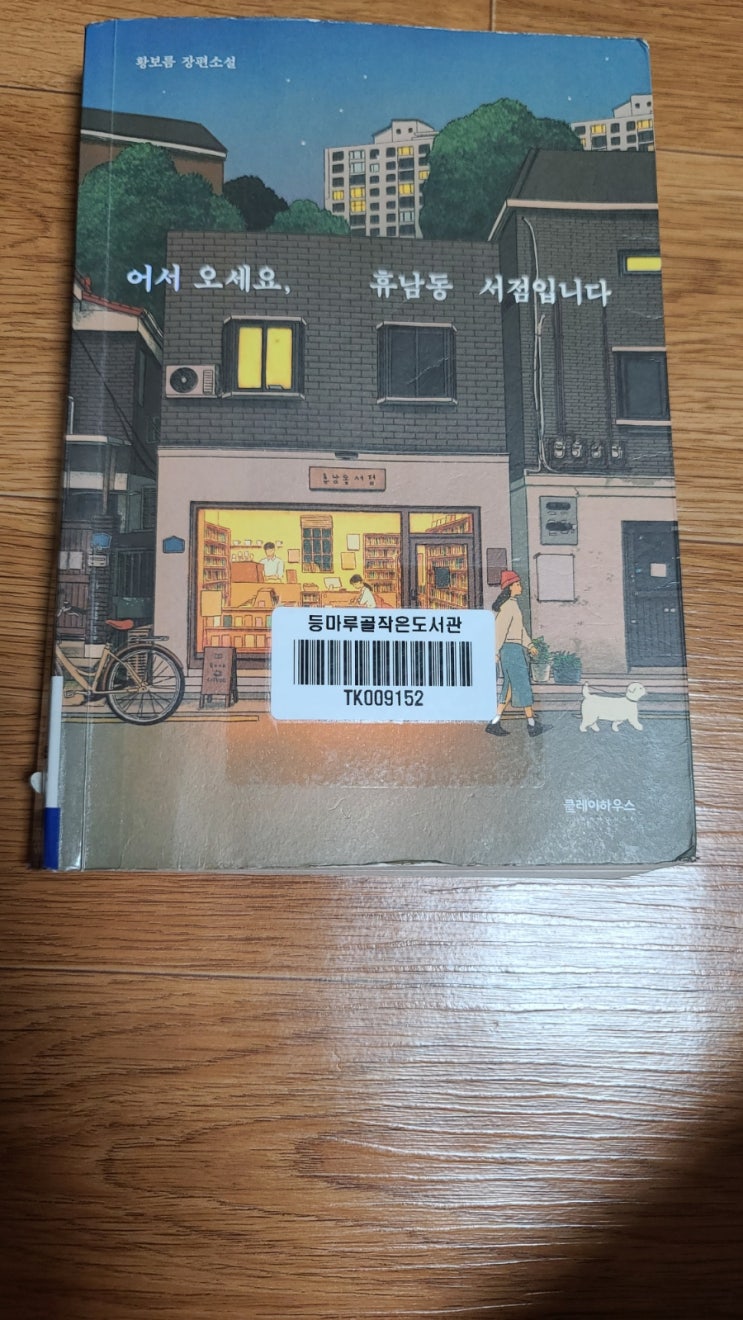 황보름 장편소설
어서 오세요, 휴남동 서점입니다
휴남동서점
등마루골작은도서관
TK009152
클레이하우스